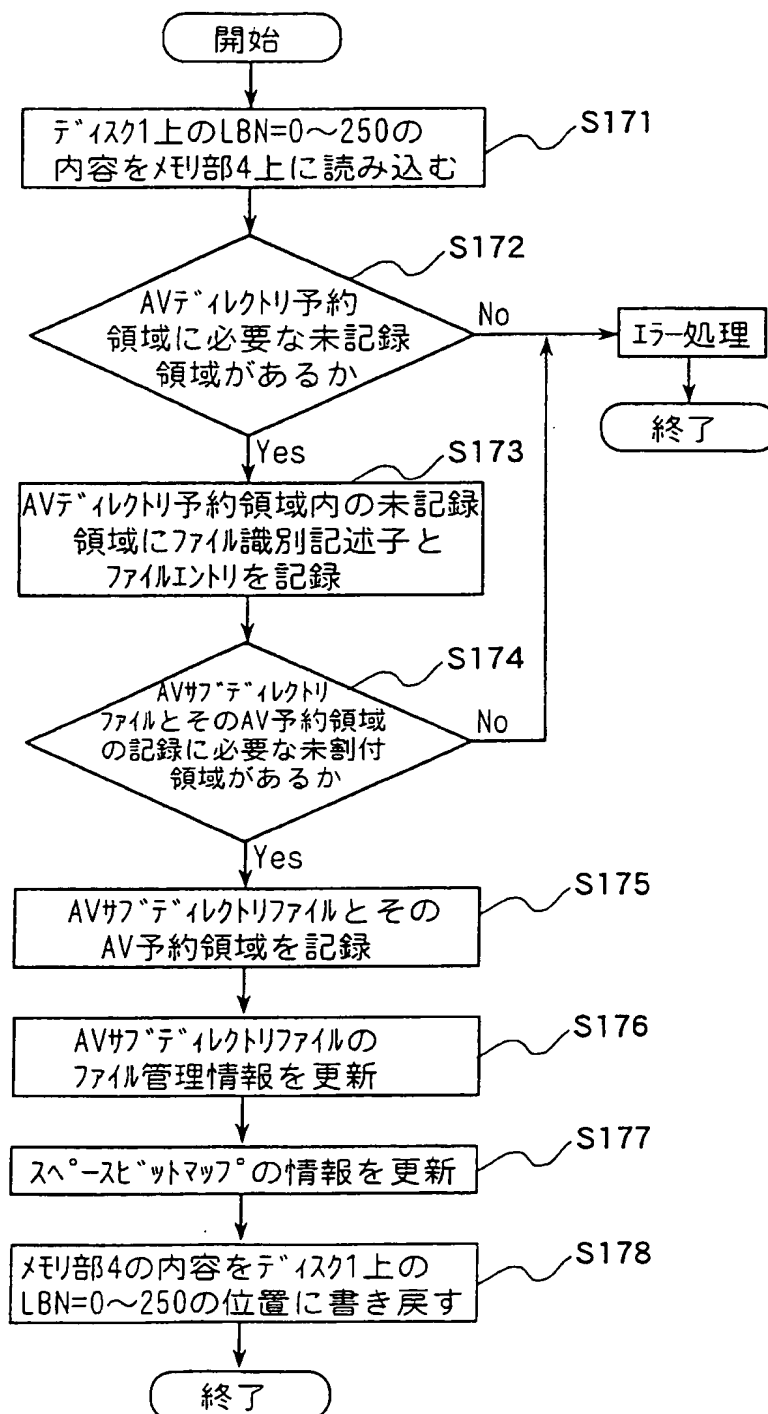 開始
ディスク1上のLBN=0〜250の
内容をメモリ部4上に読み込む
S171
S172
AVディレクトリ予約
領域に必要な未記録
領域があるか
No
エラー処理
終了
Yes
S173
AVディレクトリ予約領域内の未記録
領域にファイル識別記述子と
ファイルエントリを記録
S174
AVサブディレクトリ
ファイルとそのAV予約領域
の記録に必要な未割付
領域があるか
No
Yes
S175
AVサブディレクトリファイルとその
AV予約領域を記録
S176
AVサブディレクトリファイルの
ファイル管理情報を更新
S177
スペースビットマップの情報を更新
S178
メモリ部4の内容をディスク1上の
LBN=0〜250の位置に書き戻す
終了